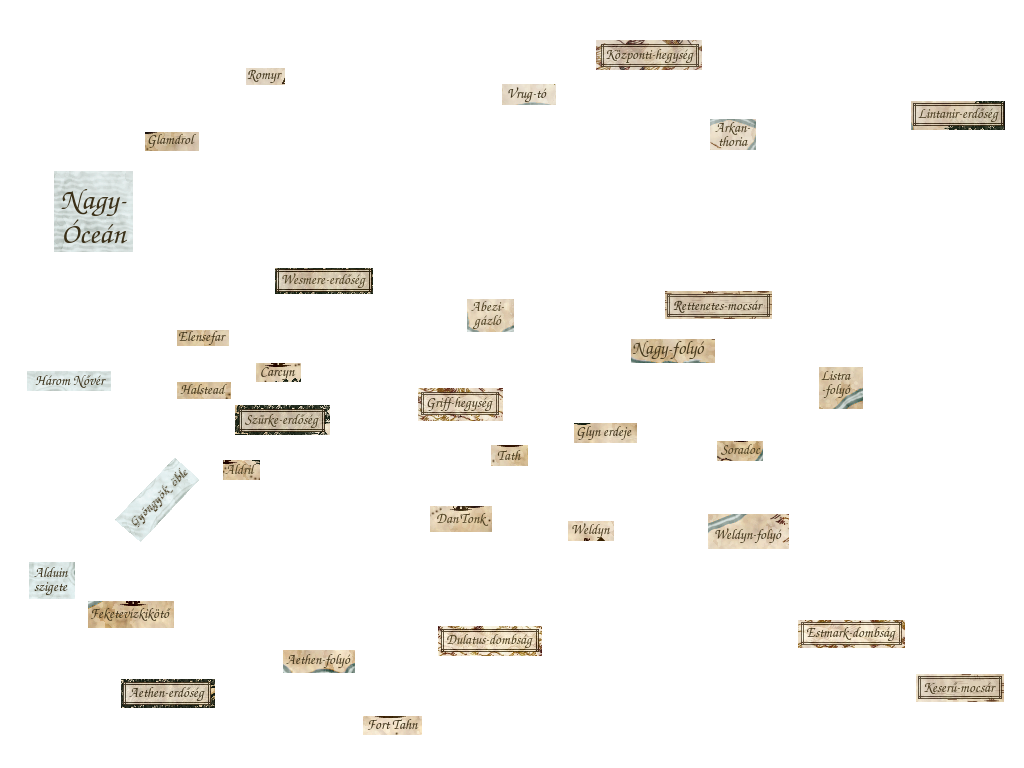 Központi-hegység
Romyr
Vrug-tó
Lintanir-erdőség
Arkan-
thoria
Glamdrol
Nagy-
Óceán
Wesmere-erdőség
Abezi-
gázló
Rettenetes-mocsár
Elensefar
Nagy-folyó
Három Nővér
Carcyn
Listra
-folyó
Halstead
Griff-hegység
Szürke-erdőség
Glyn erdeje
Soradoc
Tath
Aldril
Gyöngyök öble
DanTonk
Weldyn
Weldyn-folyó
Alduin
szigete
Feketevízkikötő
Dulatus-dombság
Estmark-dombság
Aethen-folyó
Aethen-erdőség
Keserű-mocsár
Fort Tahn